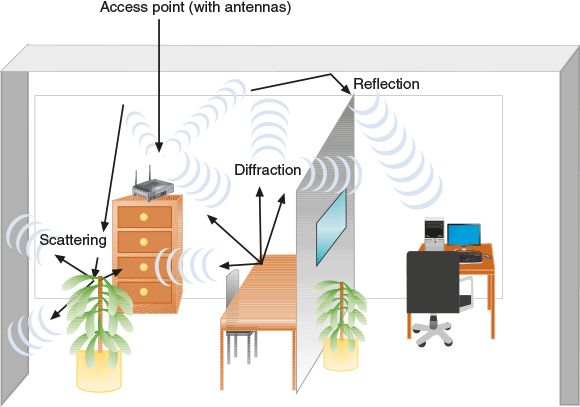 Access point (with antennas)
Reflection
Diffraction
Scattering